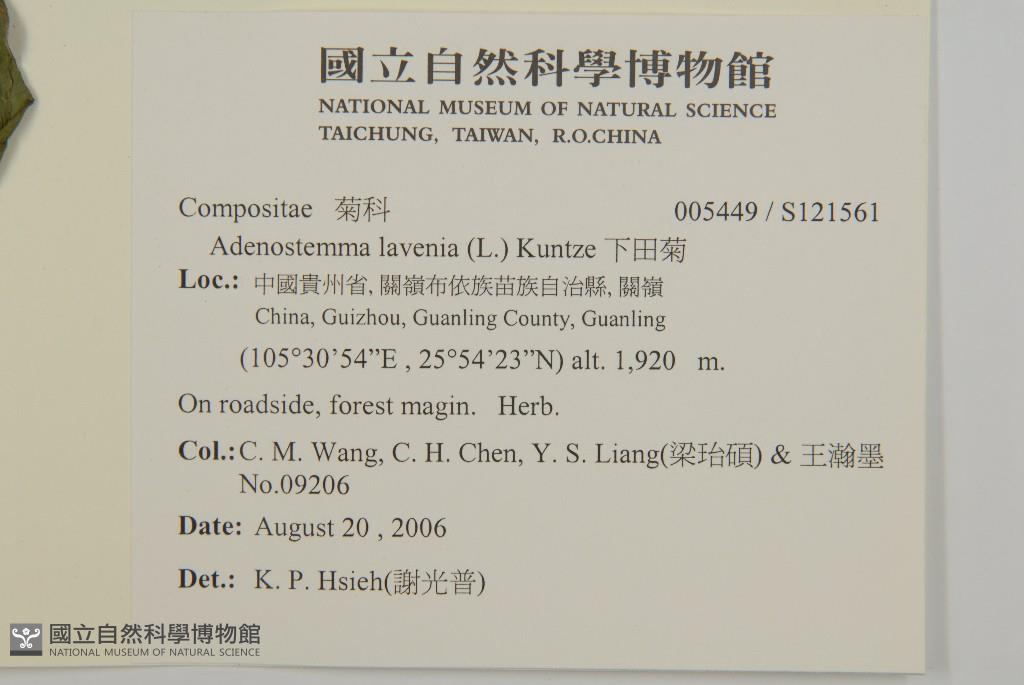 國立自然科學博物館
NATIONAL MUSEUM OF NATURAL SCIENCE
TAICHUNG, TAIWAN, R.O.CHINA
Compositae 菊科 005449 / S121561
Adenostemma lavenia (L.) Kuntze 下田菊
Loc.: 中國貴州省, 關嶺布依族苗族自治縣, 關嶺
China, Guizhou, Guanling County, Guanling
(105°30’54”E , 25°54’23”N) alt. 1,920 m.
On roadside, forest magin. Herb.
Col.: C. M. Wang, C. H. Chen, Y. S. Liang(梁珆碩) & 王瀚墨
No.09206
Date: August 20 , 2006
Det.: K. P. Hsieh(謝光普)
國立自然科學博物館
NATIONAL MUSEUM OF NATURAL SCIENCE